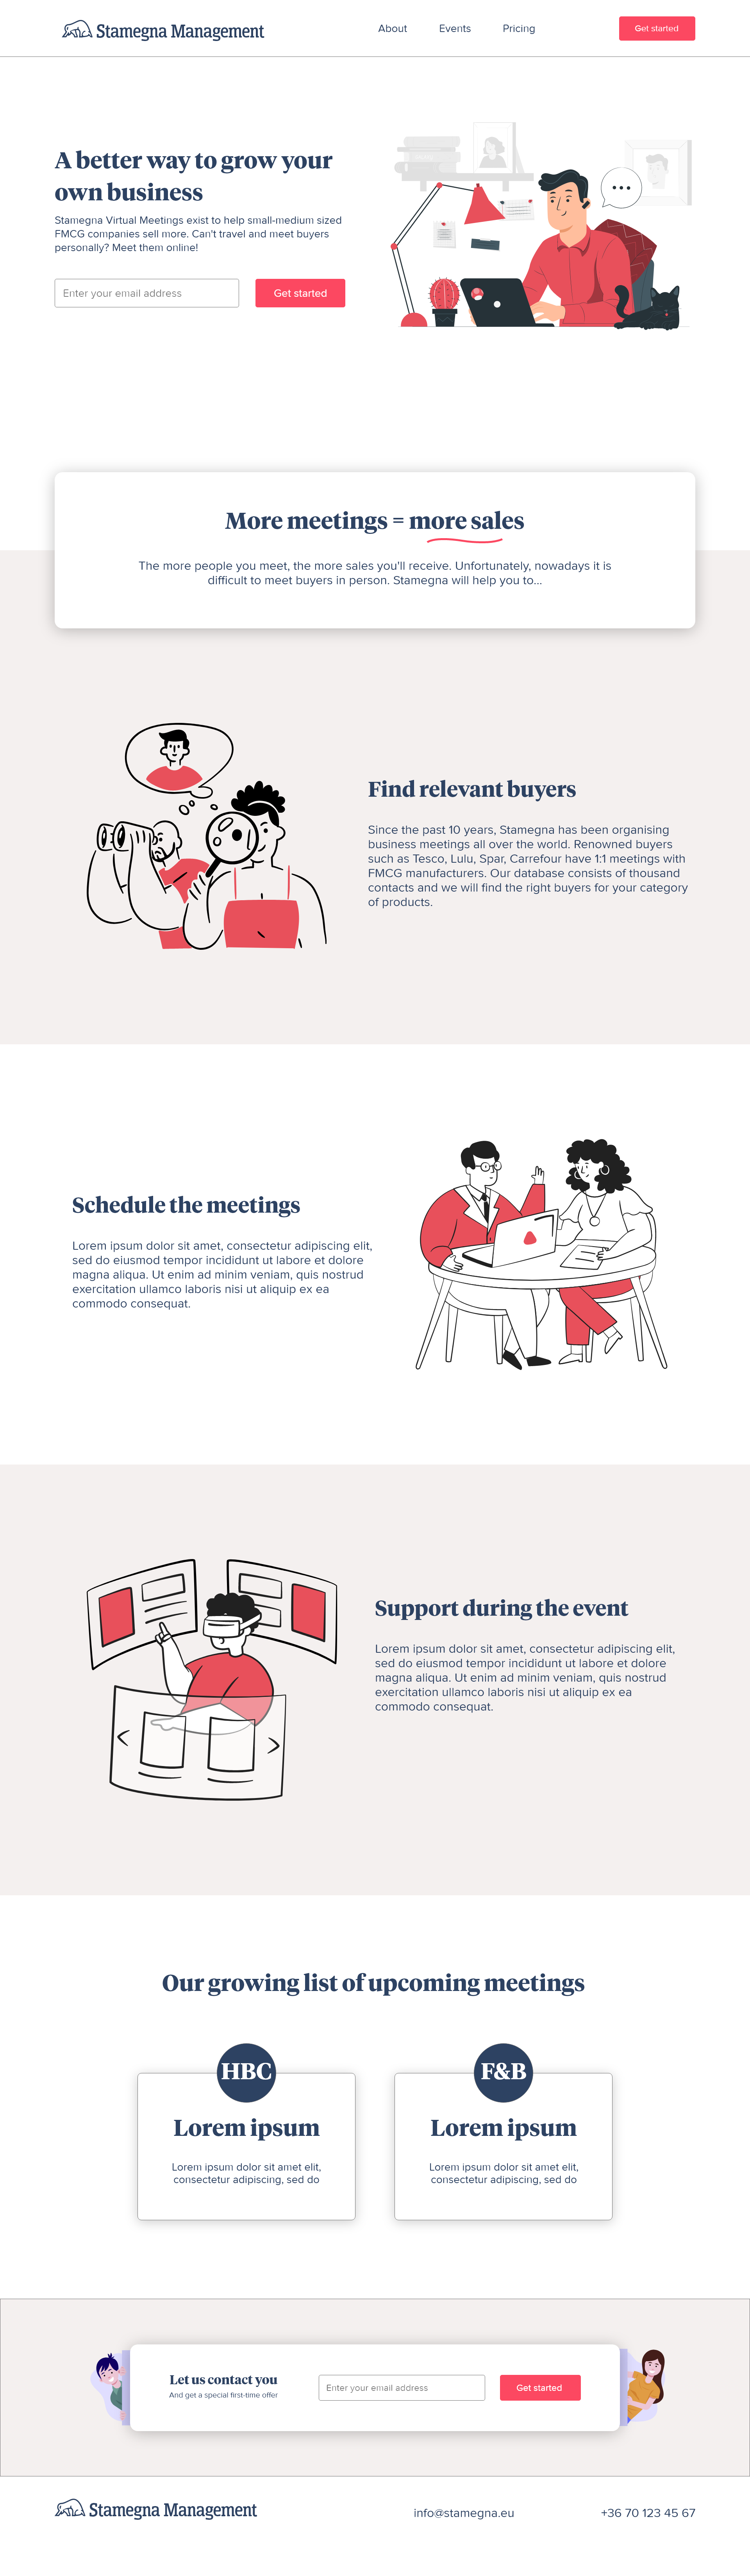 Stamegna Management
About
Events
Pricing
Get started
A better way to grow your
own business
Stamegna Virtual Meetings exist to help small-medium sized
FMCG companies sell more. Can't travel and meet buyers
personally? Meet them online!
Enter your email address
Get started
More meetings = more sales
The more people you meet, the more sales you'll receive. Unfortunately, nowadays it is
difficult to meet buyers in person. Stamegna will help you to...
Find relevant buyers
Since the past 10 years, Stamegna has been organising
business meetings all over the world. Renowned buyers
such as Tesco, Lulu, Spar, Carrefour have 1:1 meetings with
FMCG manufacturers. Our database consists of thousand
contacts and we will find the right buyers for your category
of products.
Schedule the meetings
Lorem ipsum dolor sit amet, consectetur adipiscing elit,
sed do eiusmod tempor incididunt ut labore et dolore
magna aliqua. Ut enim ad minim veniam, quis nostrud
exercitation ullamco laboris nisi ut aliquip ex ea
commodo consequat.
Support during the event
Lorem ipsum dolor sit amet, consectetur adipiscing elit,
sed do eiusmod tempor incididunt ut labore et dolore
magna aliqua. Ut enim ad minim veniam, quis nostrud
exercitation ullamco laboris nisi ut aliquip ex ea
commodo consequat.
Our growing list of upcoming meetings
HBC
Lorem ipsum
Lorem ipsum dolor sit amet elit,
consectetur adipiscing, sed do
F&B
Lorem ipsum
Lorem ipsum dolor sit amet elit,
consectetur adipiscing, sed do
Let us contact you
And get a special first-time offer
Enter your email address
Get started
Stamegna Management
info@stamegna.eu
+36 70 123 45 67